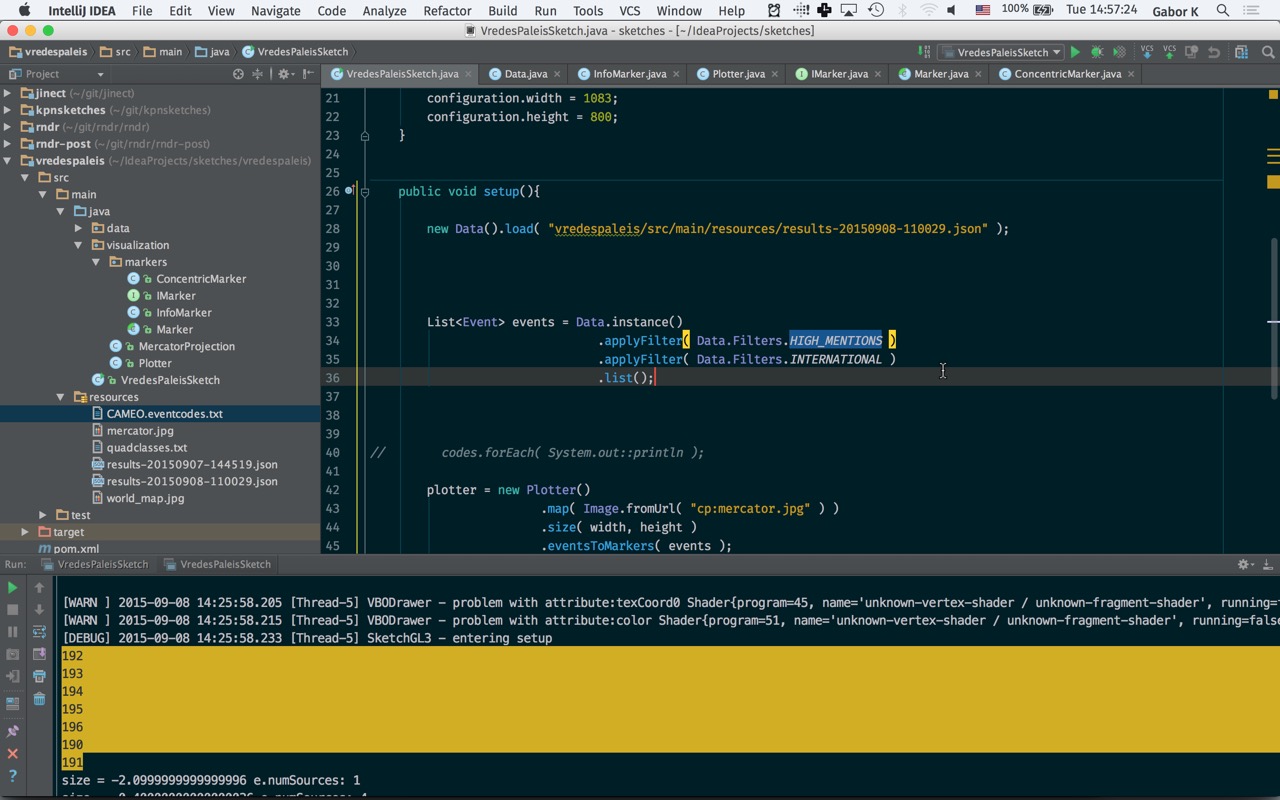 IntelliJ IDEA File Edit View Navigate Code Analyze Refactor Build Run Tools VCS Window Help 100% Tue 14:57:24 Gabor K
VredesPaleisSketch.java - sketches - [~/IdeaProjects/sketches]
vredespaleis src main java VredesPaleisSketch VredesPaleisSketch VCS VCS
Project VredesPaleisSketch.java Data.java InfoMarker.java Plotter.java IMarker.java Marker.java ConcentricMarker.java
jinect (~/git/jinect)
kpnsketches (~/git/kpnsketches)
rndr (~/git/rndr/rndr)
rndr-post (~/git/rndr/rndr-post)
vredespaleis (~/IdeaProjects/sketches/vredespaleis)
src
main
java
data
visualization
markers
ConcentricMarker
IMarker
InfoMarker
Marker
MercatorProjection
Plotter
VredesPaleisSketch
resources
CAMEO.eventcodes.txt
mercator.jpg
quadclasses.txt
results-20150907-144519.json
results-20150908-110029.json
world_map.jpg
test
target
pom.xml
21 configuration.width = 1083;
22 configuration.height = 800;
23 }
24
25
26 public void setup(){
27
28 new Data().load( "vredespaleis/src/main/resources/results-20150908-110029.json" );
29
30
31
32
33 List<Event> events = Data.instance()
34 .applyFilter( Data.Filters.HIGH_MENTIONS )
35 .applyFilter( Data.Filters.INTERNATIONAL )
36 .list();
37
38
39
40 // codes.forEach( System.out::println );
41
42 plotter = new Plotter()
43 .map( Image.fromUrl( "cp:mercator.jpg" ) )
44 .size( width, height )
45 .eventsToMarkers( events );
Run: VredesPaleisSketch VredesPaleisSketch
[WARN ] 2015-09-08 14:25:58.205 [Thread-5] VBODrawer - problem with attribute:texCoord0 Shader{program=45, name='unknown-vertex-shader / unknown-fragment-shader', running=
[WARN ] 2015-09-08 14:25:58.215 [Thread-5] VBODrawer - problem with attribute:color Shader{program=51, name='unknown-vertex-shader / unknown-fragment-shader', running=false
[DEBUG] 2015-09-08 14:25:58.233 [Thread-5] SketchGL3 - entering setup
192
193
194
195
196
190
191
size = -2.0999999999999996 e.numSources: 1